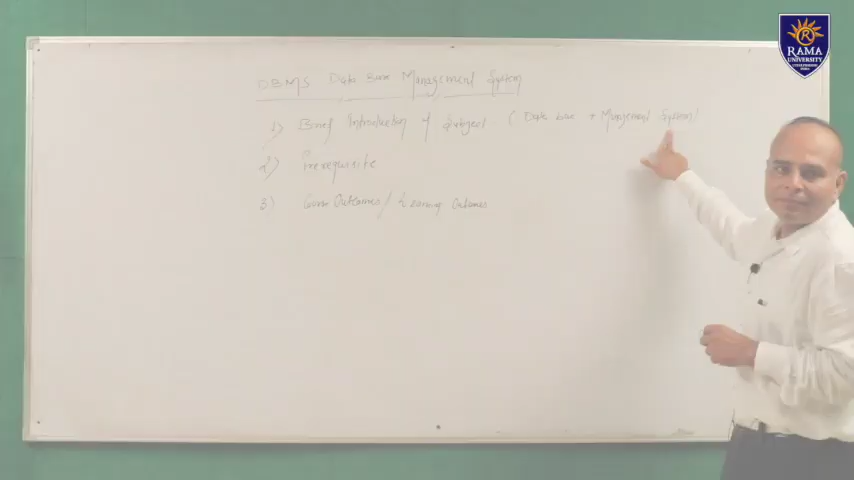 DBMS Data Base Management System
1) Brief Introduction of Subject. (Data base + Management System)
2) Prerequisite
3) Course Outcomes / Learning Outcomes
RAMA
UNIVERSITY